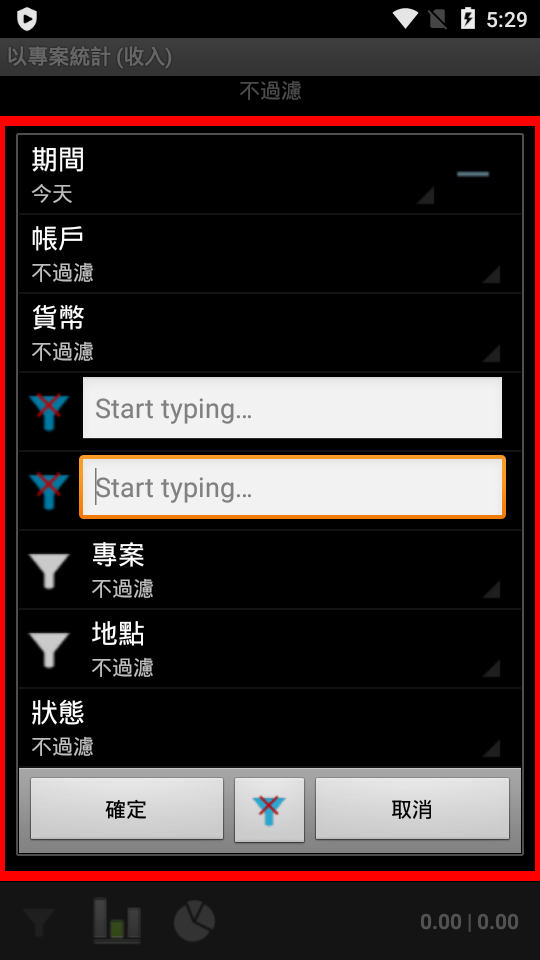 5:29
以專案統計 (收入)
不過濾
期間
今天
帳戶
不過濾
貨幣
不過濾
Start typing...
Start typing...
專案
不過濾
地點
不過濾
狀態
不過濾
確定
取消
0.00 | 0.00